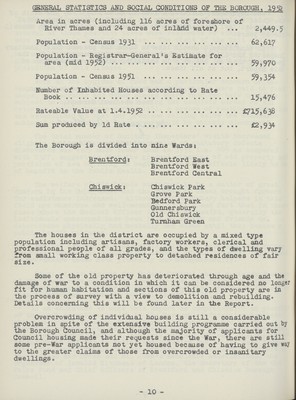 GENERAL STATISTICS AND SOCIAL CONDITIONS OF THE BOROUGH, 1952
Area in acres (including 116 acres of foreshore of
River Thames and 24 acres of inland water) ... 2,449.5
Population - Census 1931 ... ... ... ... ... ... 62,617
Population - Registrar-General's Estimate for
area (mid 1952) ... ... ... ... ... ... ... 59,970
Population - Census 1951 ... ... ... ... ... ... 59,354
Number of Inhabited Houses according to Rate
Book ... ... ... ... ... ... ... ... ... ... 15,476
Rateable Value at 1.4.1952 ... ... ... ... ... £715,638
Sum produced by 1d Rate . ... ... ... ... ... ... £2,934
The Borough is divided into nine Wards:
Brentford: Brentford East
Brentford West
Brentford Central
Chiswick: Chiswick Park
Grove Park
Bedford Park
Gunnersbury
Old Chiswick
Turnham Green
The houses in the district are occupied by a mixed type
population including artisans, factory workers, clerical and
professional people of all grades, and the types of dwelling vary
from small working class property to detached residences of fair
size.
Some of the old property has deteriorated through age and the
damage of war to a condition in which it can be considered no longer
fit for human habitation and sections of this old property are in
the process of survey with a view to demolition and rebuilding.
Details concerning this will be found later in the Report.
Overcrowding of individual houses is still a considerable
problem in spite of the extensive building programme carried out by
the Borough Council, and although the majority of applicants for
Council housing made their requests since the War, there are still
some pre-War applicants not yet housed because of having to give way
to the greater claims of those from overcrowded or insanitary
dwellings.
- 10 -